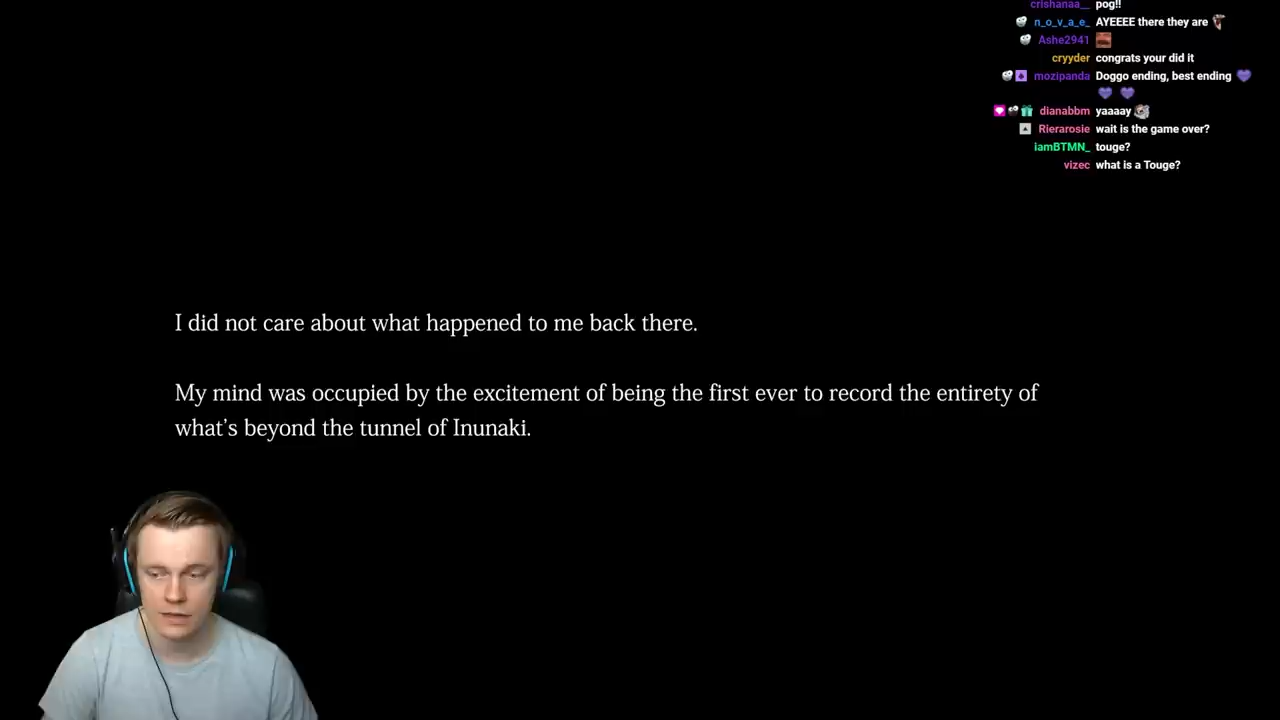 crishanaa__ pog!!
n_o_v_a_e_ AYEEEE there they are
Ashe2941
cryyder congrats your did it
mozipanda Doggo ending, best ending
dianabbm yaaaay
Rierarosie wait is the game over?
iamBTMN_ touge?
vizec what is a Touge?
I did not care about what happened to me back there.
My mind was occupied by the excitement of being the first ever to record the entirety of
what's beyond the tunnel of Inunaki.